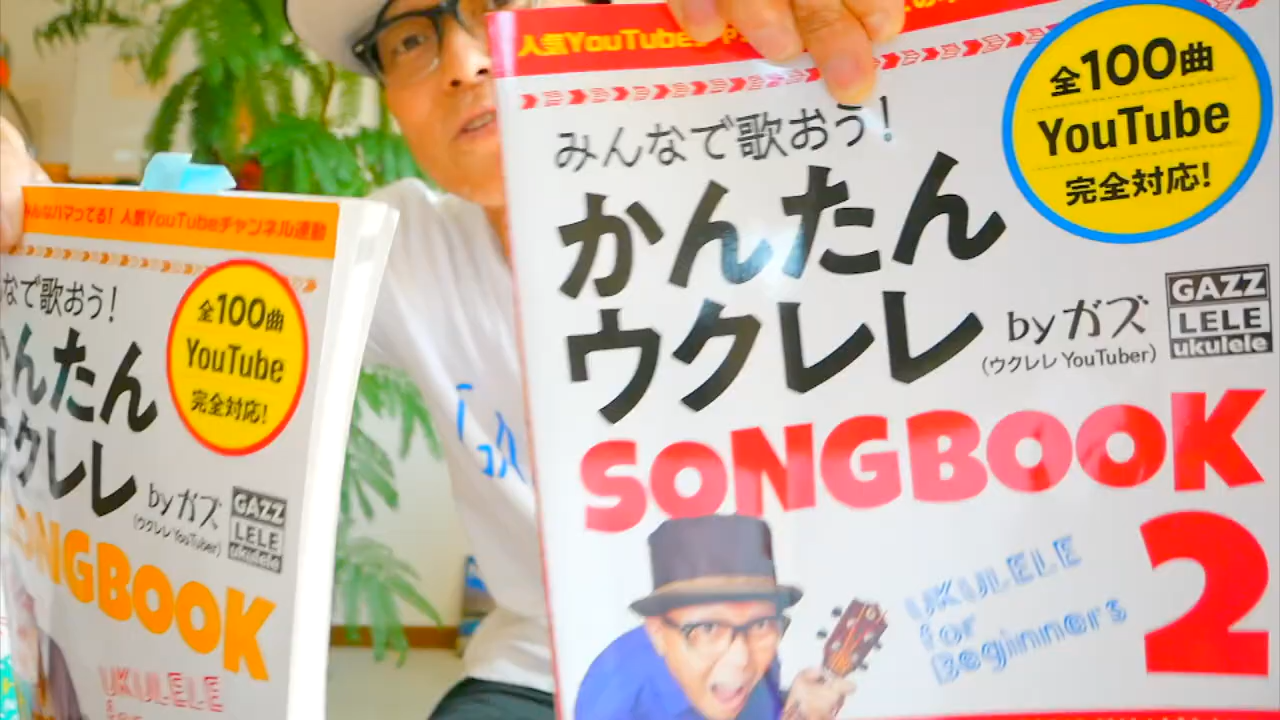 人気YouTube
みんなで歌おう!
かんたん
ウクレレ
byガズ
(ウクレレ YouTuber)
GAZZ
LELE
ukulele
全100曲
YouTube
完全対応!
SONGBOOK
2
UKULELE
for
Beginners
んなハマってる! 人気YouTubeチャンネル連動
なで歌おう!
んたん
クレレ
byガズ
(ウクレレ YouTuber)
GAZZ
LELE
ukulele
全100曲
YouTube
完全対応!
NGBOOK
UKULELE